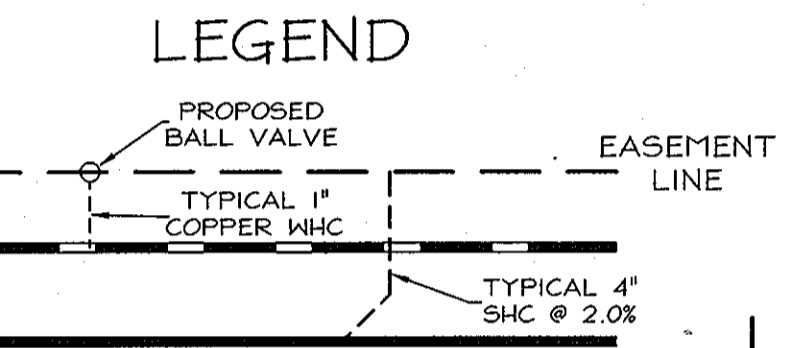 LEGEND
PROPOSED
BALL VALVE
EASEMENT
LINE
TYPICAL 1"
COPPER WHC
TYPICAL 4"
SHC @ 2.0%